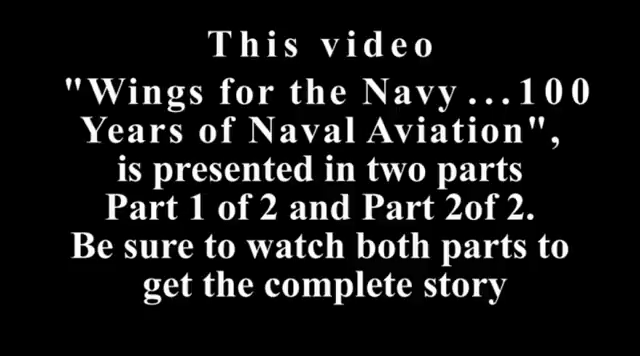 This video
"Wings for the Navy...100
Years of Naval Aviation",
is presented in two parts
Part 1 of 2 and Part 2of 2.
Be sure to watch both parts to
get the complete story